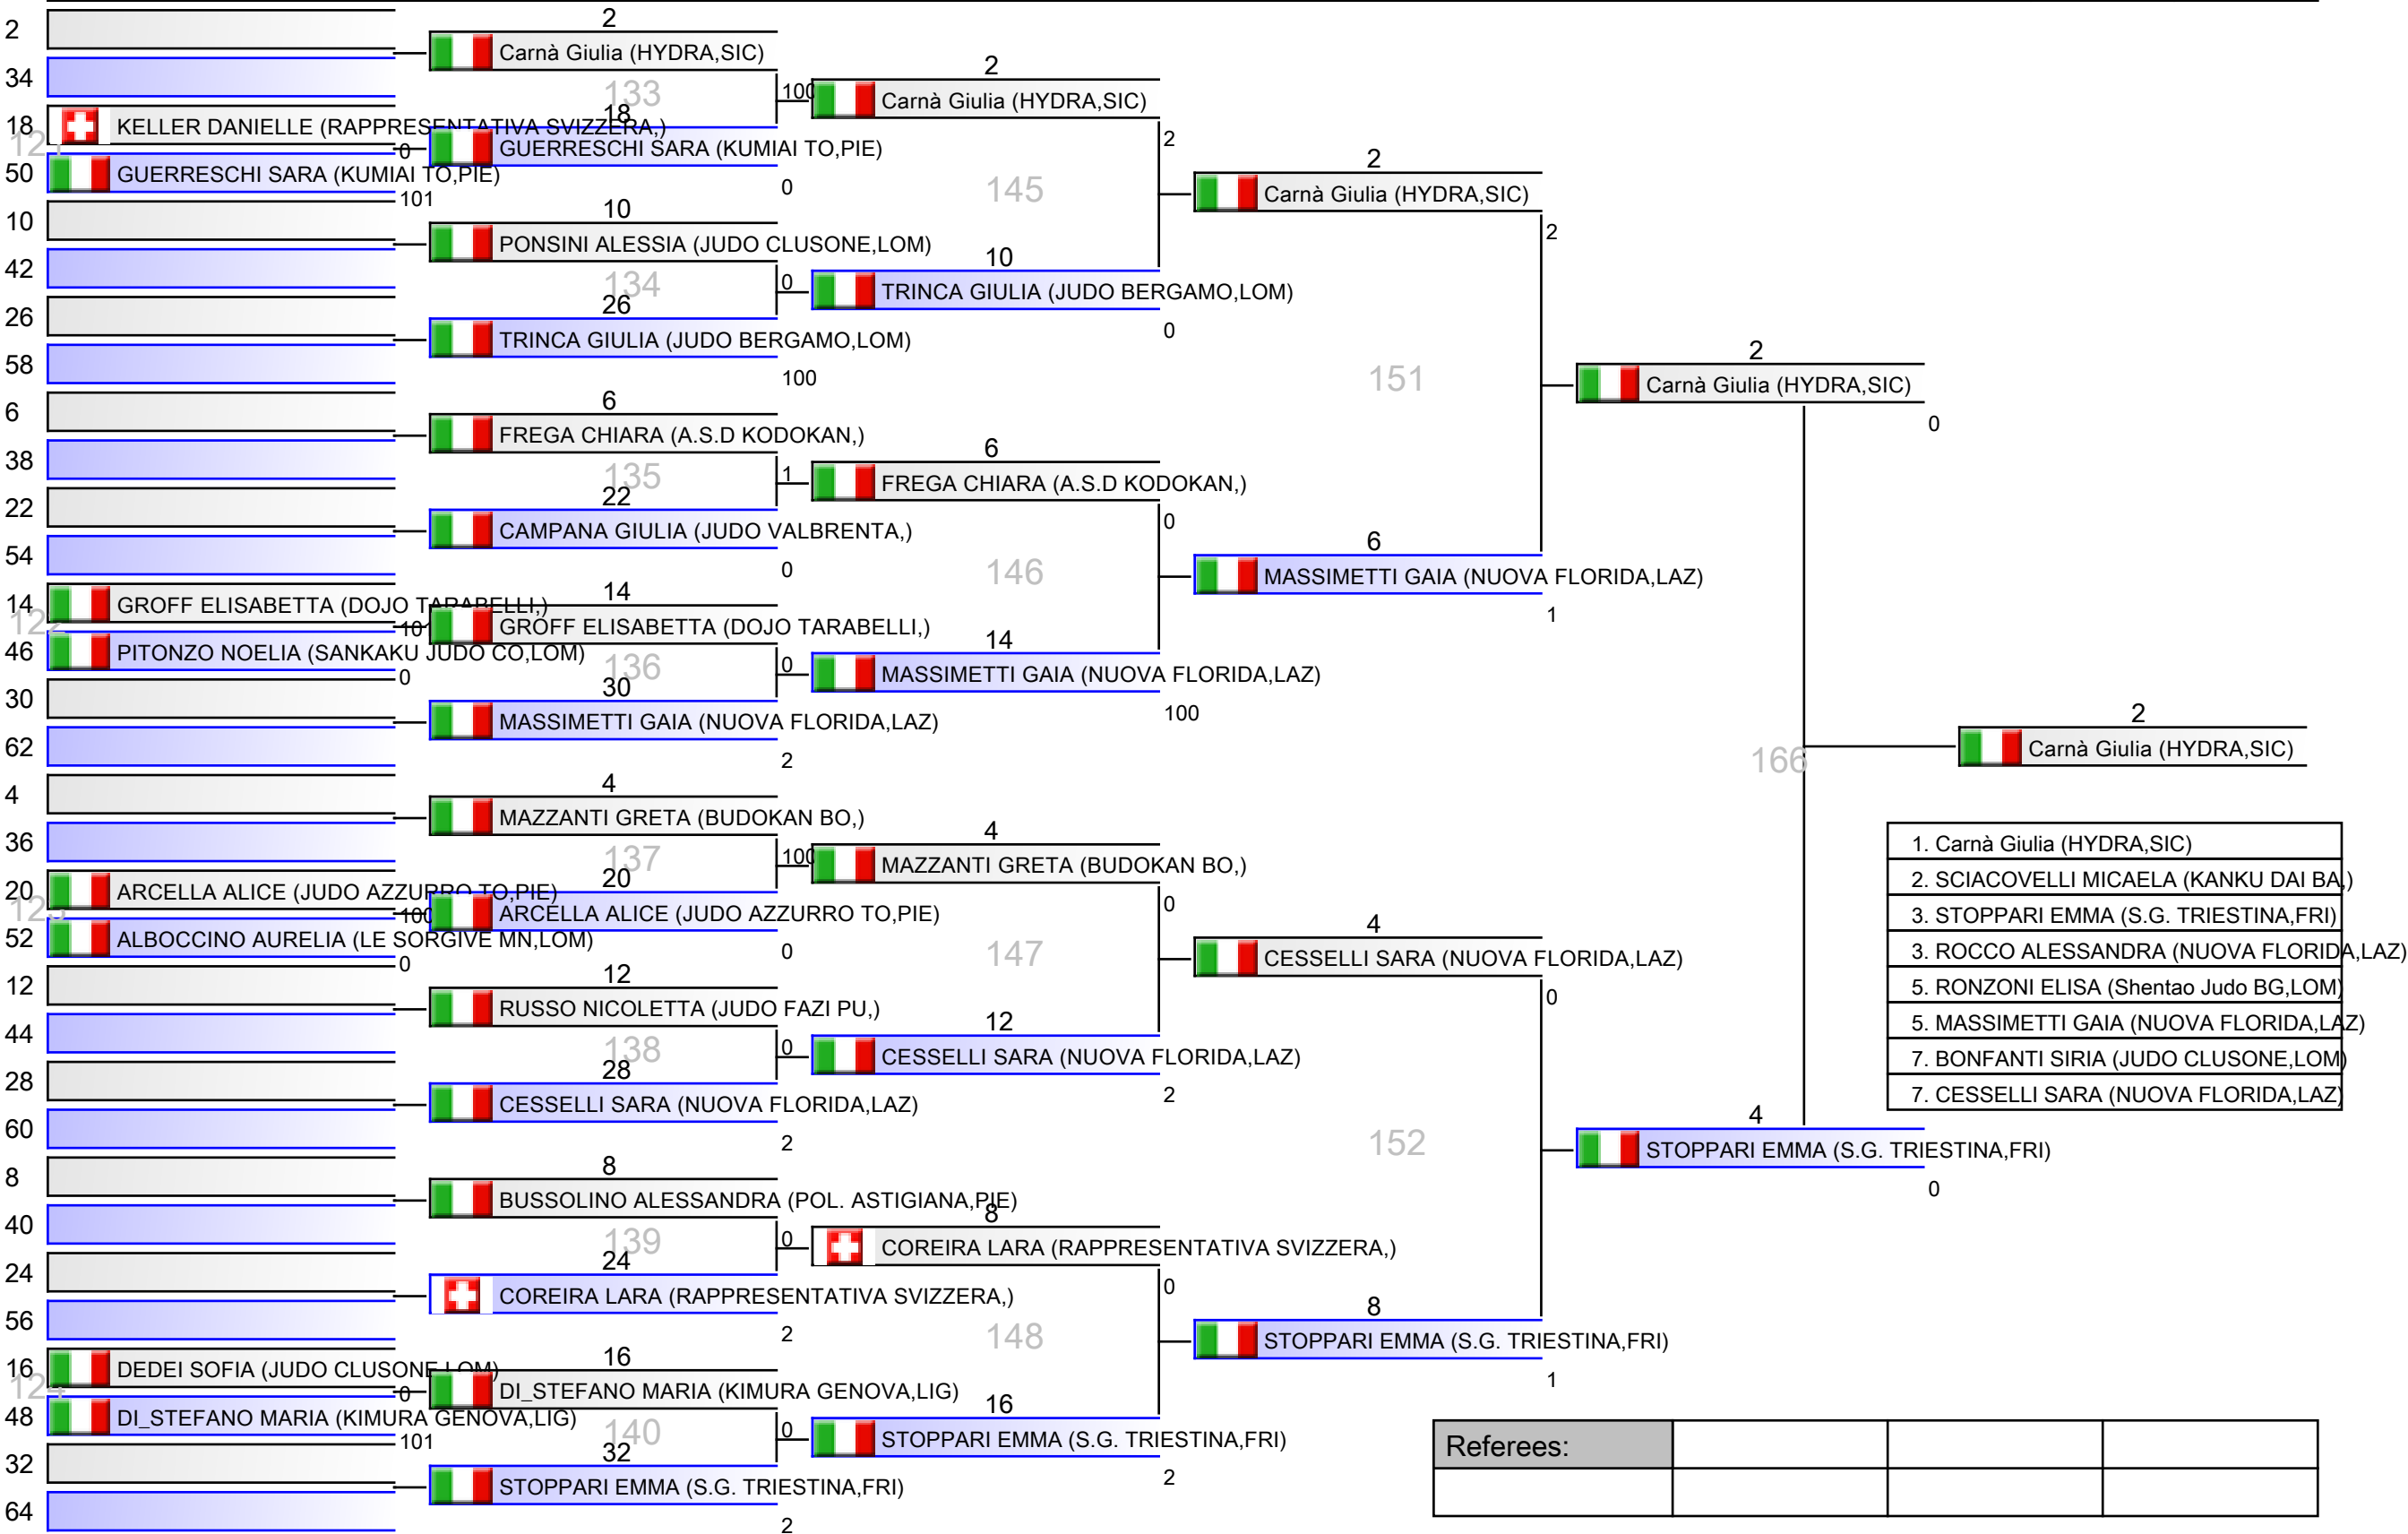 2
34
18 KELLER DANIELLE (RAPPRESENTATIVA SVIZZERA,)
0
50 GUERRESCHI SARA (KUMIAI TO,PIE)
101
10
42
26
58
6
38
22
54
14 GROFF ELISABETTA (DOJO TARABELLI,)
122
46 PITONZO NOELIA (SANKAKU JUDO CO,LOM)
0
30
62
4
36
20 ARCELLA ALICE (JUDO AZZURRO TO,PIE)
123
100
52 ALBOCCINO AURELIA (LE SORGIVE MN,LOM)
0
12
44
28
60
8
40
24
56
16 DEDEI SOFIA (JUDO CLUSONE,LOM)
124
0
48 DI_STEFANO MARIA (KIMURA GENOVA,LIG)
101
32
64
2
Carnà Giulia (HYDRA,SIC)
133
100
18
GUERRESCHI SARA (KUMIAI TO,PIE)
0
10
PONSINI ALESSIA (JUDO CLUSONE,LOM)
134
0
26
TRINCA GIULIA (JUDO BERGAMO,LOM)
100
6
FREGA CHIARA (A.S.D KODOKAN,)
135
1
22
CAMPANA GIULIA (JUDO VALBRENTA,)
0
14
GROFF ELISABETTA (DOJO TARABELLI,)
136
0
30
MASSIMETTI GAIA (NUOVA FLORIDA,LAZ)
2
4
MAZZANTI GRETA (BUDOKAN BO,)
137
100
20
ARCELLA ALICE (JUDO AZZURRO TO,PIE)
0
12
RUSSO NICOLETTA (JUDO FAZI PU,)
138
0
28
CESSELLI SARA (NUOVA FLORIDA,LAZ)
2
8
BUSSOLINO ALESSANDRA (POL. ASTIGIANA,PIE)
139
0
24
COREIRA LARA (RAPPRESENTATIVA SVIZZERA,)
2
16
DI_STEFANO MARIA (KIMURA GENOVA,LIG)
140
0
32
STOPPARI EMMA (S.G. TRIESTINA,FRI)
2
2
Carnà Giulia (HYDRA,SIC)
2
145
10
TRINCA GIULIA (JUDO BERGAMO,LOM)
0
6
FREGA CHIARA (A.S.D KODOKAN,)
0
146
14
MASSIMETTI GAIA (NUOVA FLORIDA,LAZ)
100
4
MAZZANTI GRETA (BUDOKAN BO,)
0
147
12
CESSELLI SARA (NUOVA FLORIDA,LAZ)
2
8
COREIRA LARA (RAPPRESENTATIVA SVIZZERA,)
0
148
16
STOPPARI EMMA (S.G. TRIESTINA,FRI)
2
2
Carnà Giulia (HYDRA,SIC)
2
151
6
MASSIMETTI GAIA (NUOVA FLORIDA,LAZ)
1
4
CESSELLI SARA (NUOVA FLORIDA,LAZ)
0
152
8
STOPPARI EMMA (S.G. TRIESTINA,FRI)
1
2
Carnà Giulia (HYDRA,SIC)
0
166
4
STOPPARI EMMA (S.G. TRIESTINA,FRI)
0
2
Carnà Giulia (HYDRA,SIC)
1. Carnà Giulia (HYDRA,SIC)
2. SCIACOVELLI MICAELA (KANKU DAI BA,)
3. STOPPARI EMMA (S.G. TRIESTINA,FRI)
3. ROCCO ALESSANDRA (NUOVA FLORIDA,LAZ)
5. RONZONI ELISA (Shentao Judo BG,LOM)
5. MASSIMETTI GAIA (NUOVA FLORIDA,LAZ)
7. BONFANTI SIRIA (JUDO CLUSONE,LOM)
7. CESSELLI SARA (NUOVA FLORIDA,LAZ)
Referees: